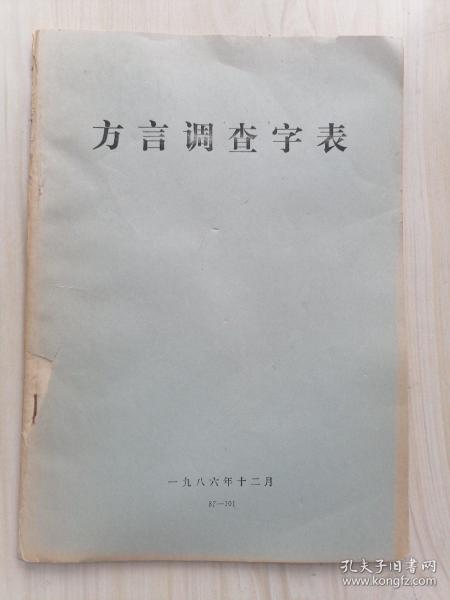 方言调查字表
一九八六年十二月
87—101
孔夫子旧书网
www.kongfz.com